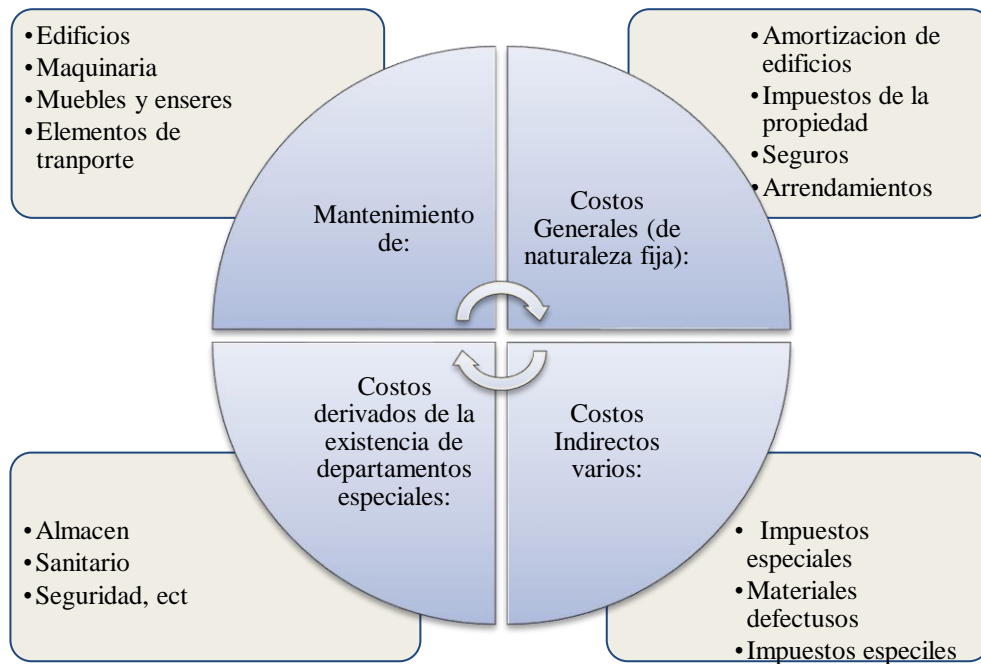 •Edificios
•Maquinaria
•Muebles y enseres
•Elementos de
tranporte
Mantenimiento
de:
•Amortizacion de
edificios
•Impuestos de la
propiedad
•Seguros
•Arrendamientos
Costos
Generales (de
naturaleza fija):
Costos
derivados de la
existencia de
departamentos
especiales:
•Almacen
•Sanitario
•Seguridad, ect
Costos
Indirectos
varios:
• Impuestos
especiales
•Materiales
defectusos
•Impuestos especiles